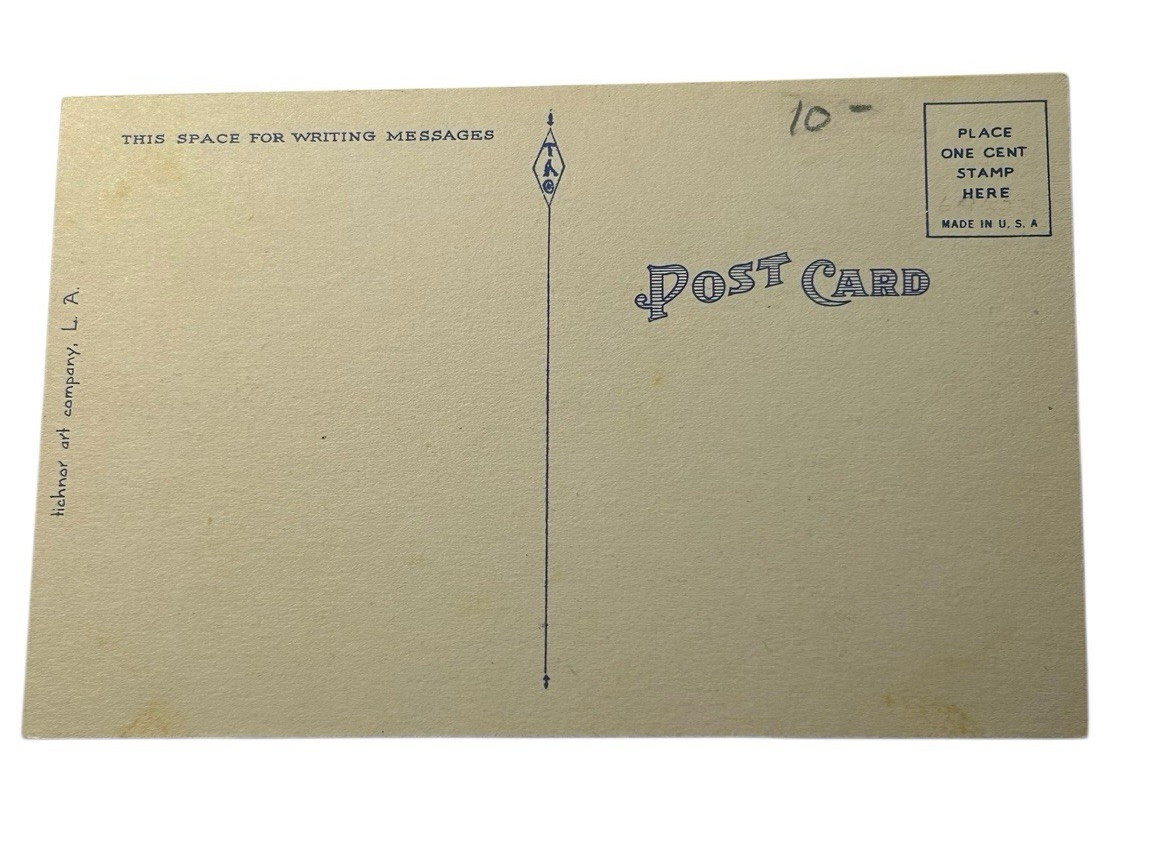 THIS SPACE FOR WRITING MESSAGES
tichnor art company, L. A.
T
A
C
10 -
PLACE
ONE CENT
STAMP
HERE
MADE IN U. S. A
POST CARD